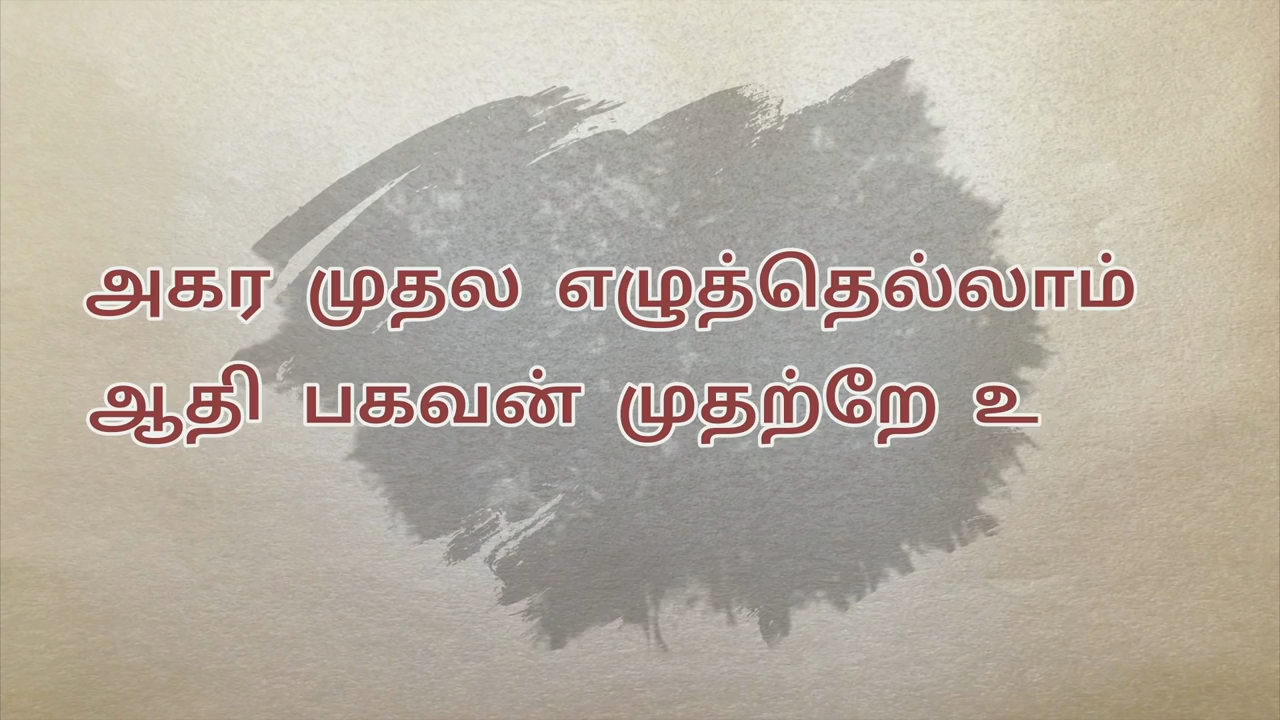 அகர முதல எழுத்தெல்லாம்
ஆதி பகவன் முதற்றே உ